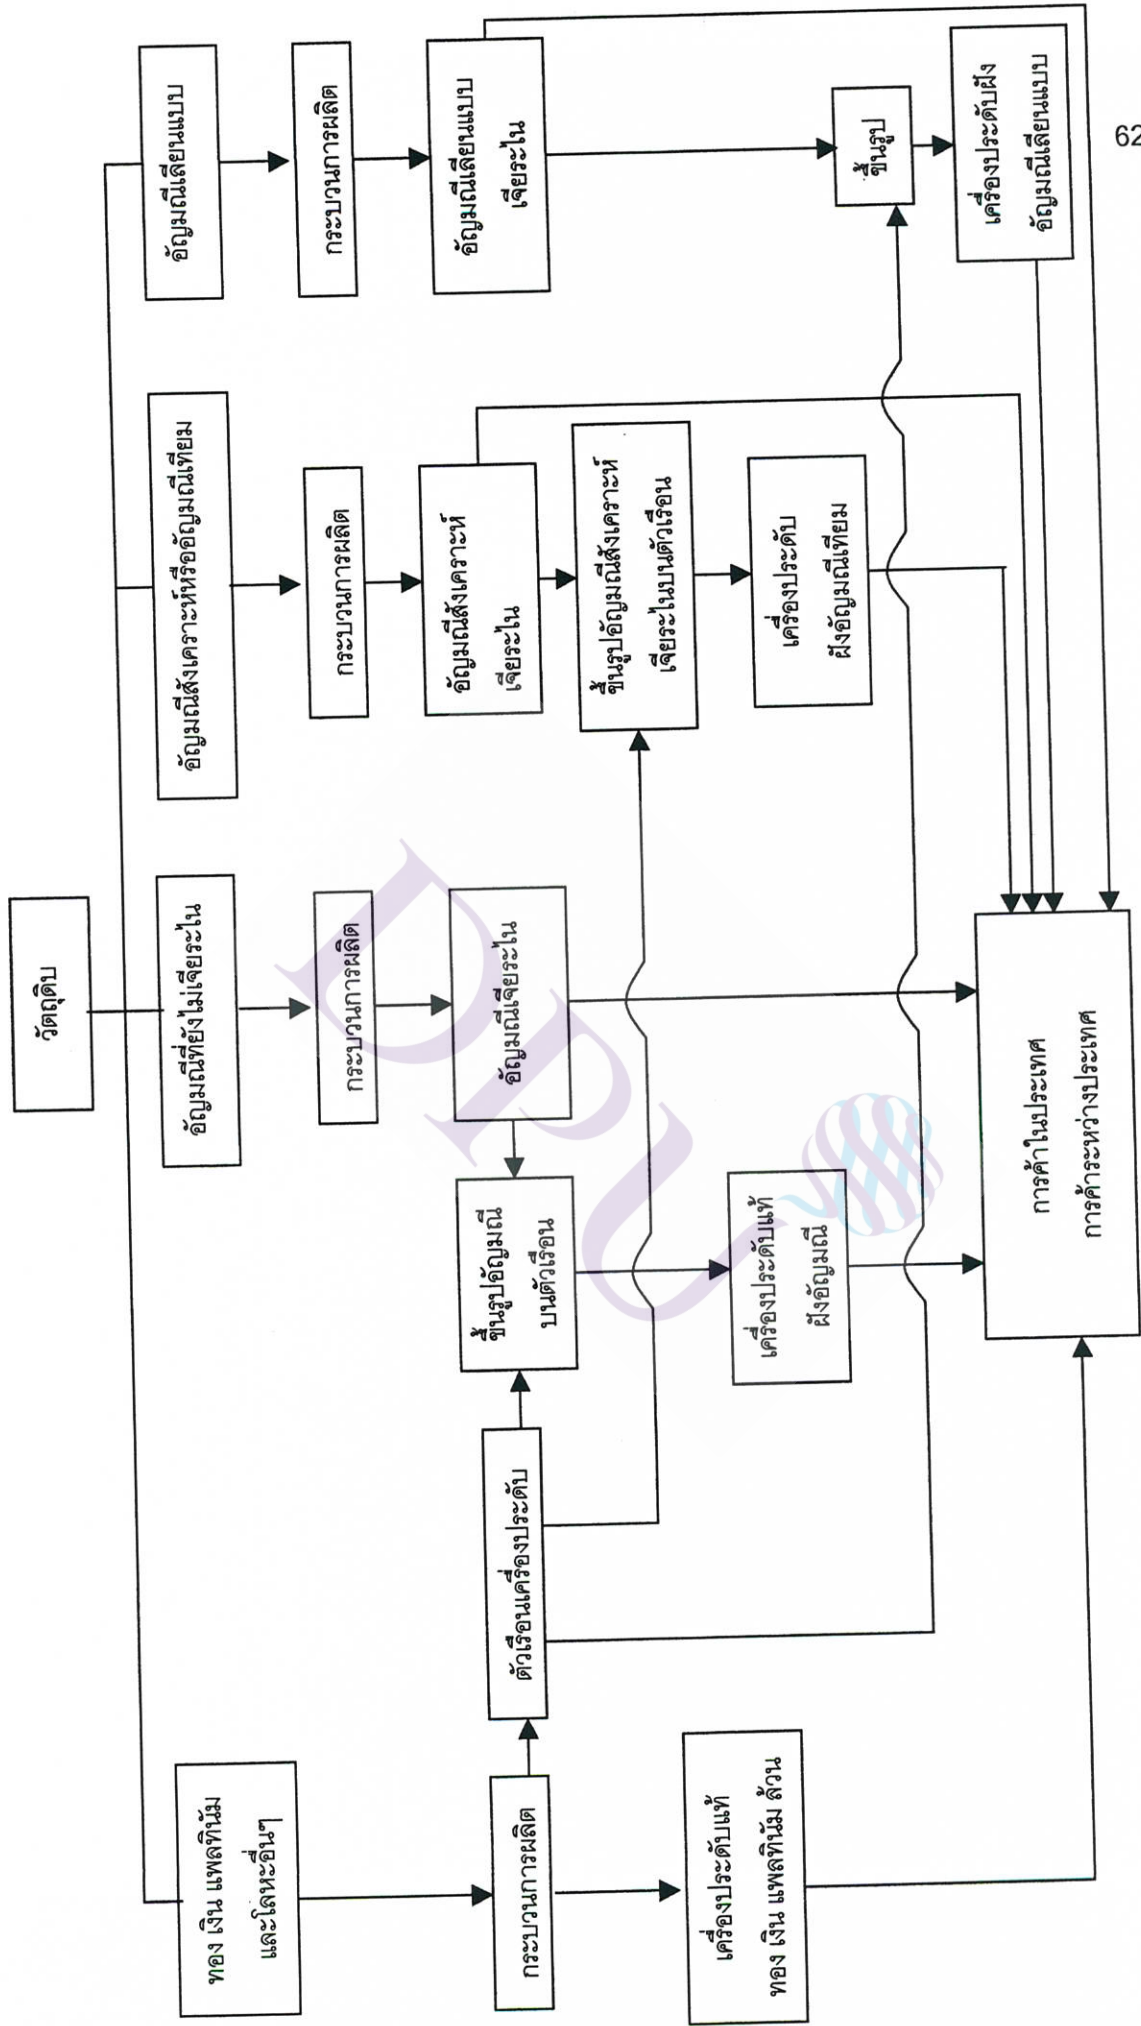 วัตถุดิบ
ทอง เงิน แพลทินัม
และโลหะอื่นๆ
อัญมณีที่ยังไม่เจียระไน
อัญมณีสังเคราะห์หรืออัญมณีเทียม
อัญมณีเลียนแบบ
กระบวนการผลิต
กระบวนการผลิต
กระบวนการผลิต
กระบวนการผลิต
ตัวเรือนเครื่องประดับ
ขึ้นรูปอัญมณี
บนตัวเรือน
อัญมณีเจียระไน
อัญมณีสังเคราะห์
เจียระไน
อัญมณีเลียนแบบ
เจียระไน
ขึ้นรูปอัญมณีสังเคราะห์
เจียระไนบนตัวเรือน
เครื่องประดับแท้
ทอง เงิน แพลทินัม ล้วน
เครื่องประดับแท้
ฝังอัญมณี
เครื่องประดับ
ฝังอัญมณีเทียม
ขึ้นรูป
เครื่องประดับฝัง
อัญมณีเลียนแบบ
การค้าในประเทศ
การค้าระหว่างประเทศ
DPU
62